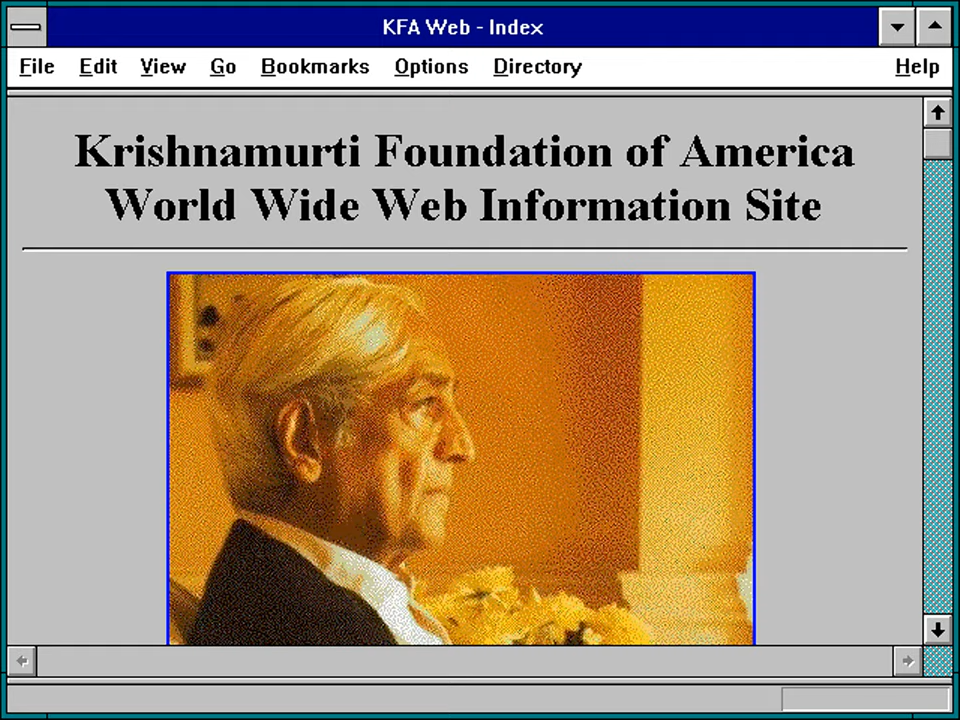 KFA Web - Index
File Edit View Go Bookmarks Options Directory Help
Krishnamurti Foundation of America
World Wide Web Information Site